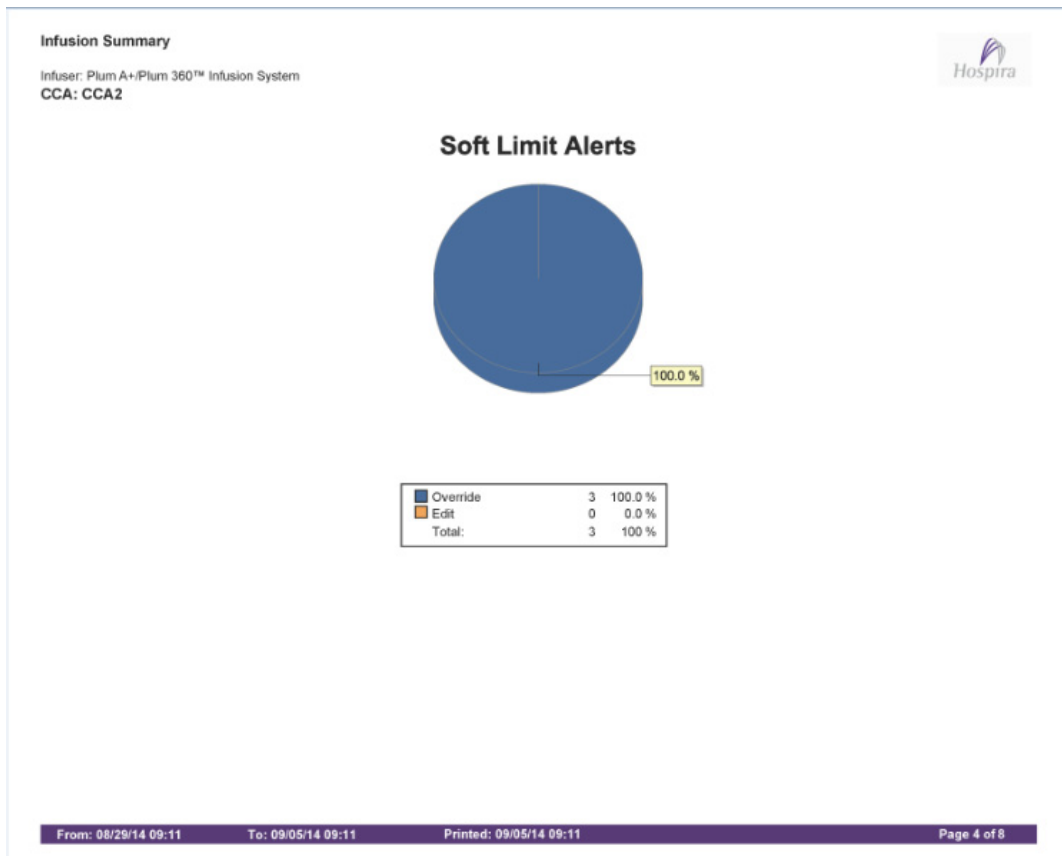 Infusion Summary
Hospira
Infuser: Plum A+/Plum 360™ Infusion System
CCA: CCA2
Soft Limit Alerts
100.0 %
Override 3 100.0 %
Edit 0 0.0 %
Total: 3 100 %
From: 08/29/14 09:11 To: 09/05/14 09:11 Printed: 09/05/14 09:11 Page 4 of 8